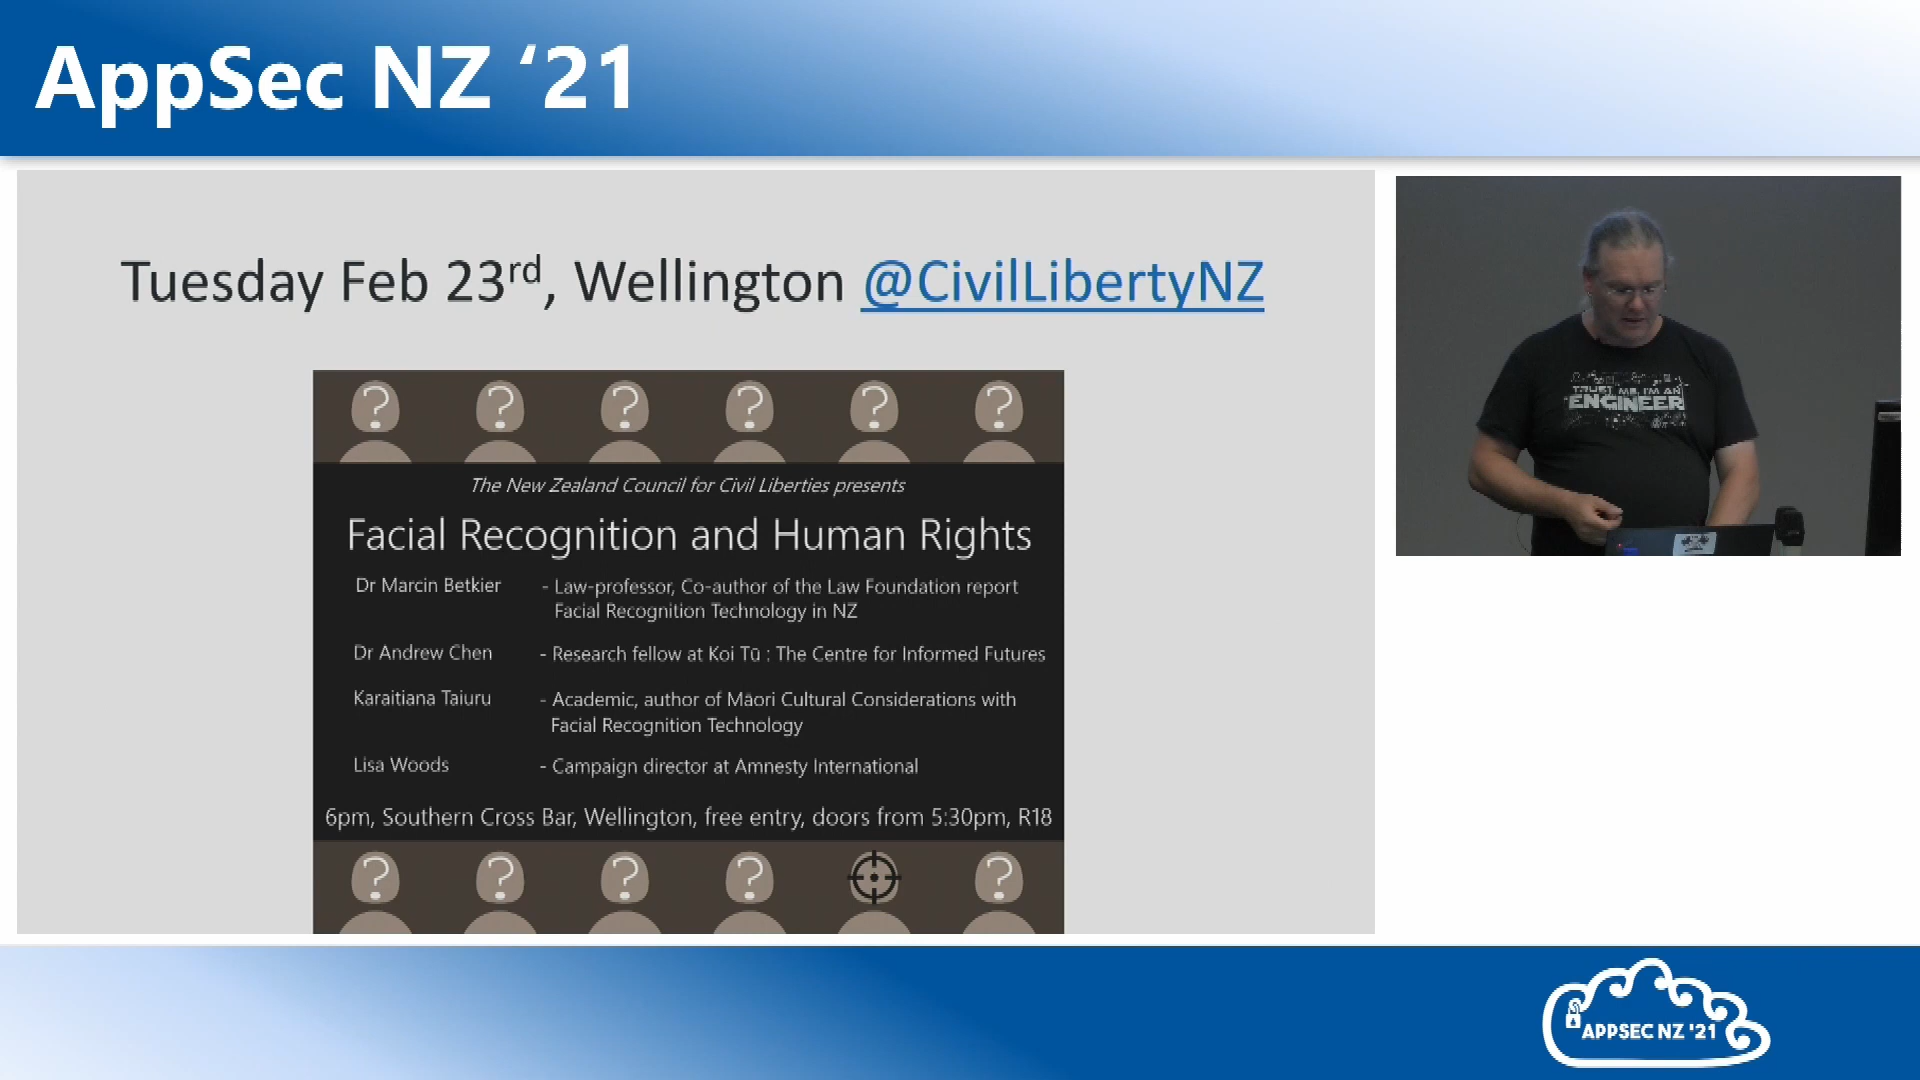 AppSec NZ ‘21
Tuesday Feb 23rd, Wellington @CivilLibertyNZ
? ? ? ? ? ?
The New Zealand Council for Civil Liberties presents
Facial Recognition and Human Rights
Dr Marcin Betkier - Law-professor, Co-author of the Law Foundation report
Facial Recognition Technology in NZ
Dr Andrew Chen - Research fellow at Koi Tū : The Centre for Informed Futures
Karaitiana Taiuru - Academic, author of Māori Cultural Considerations with
Facial Recognition Technology
Lisa Woods - Campaign director at Amnesty International
6pm, Southern Cross Bar, Wellington, free entry, doors from 5:30pm, R18
? ? ? ? ?
TRUST ME, I'M AN
ENGINEER
APPSEC NZ '21